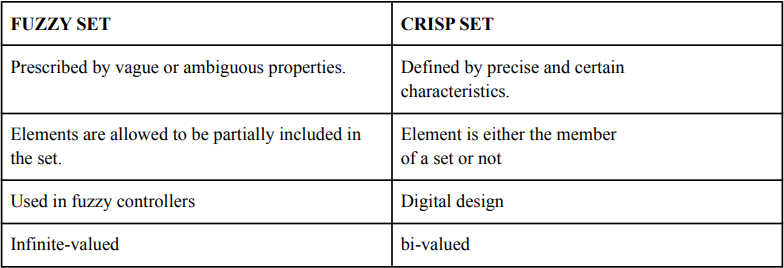 FUZZY SET
CRISP SET
Prescribed by vague or ambiguous properties.
Defined by precise and certain
characteristics.
Elements are allowed to be partially included in
the set.
Element is either the member
of a set or not
Used in fuzzy controllers
Digital design
Infinite-valued
bi-valued